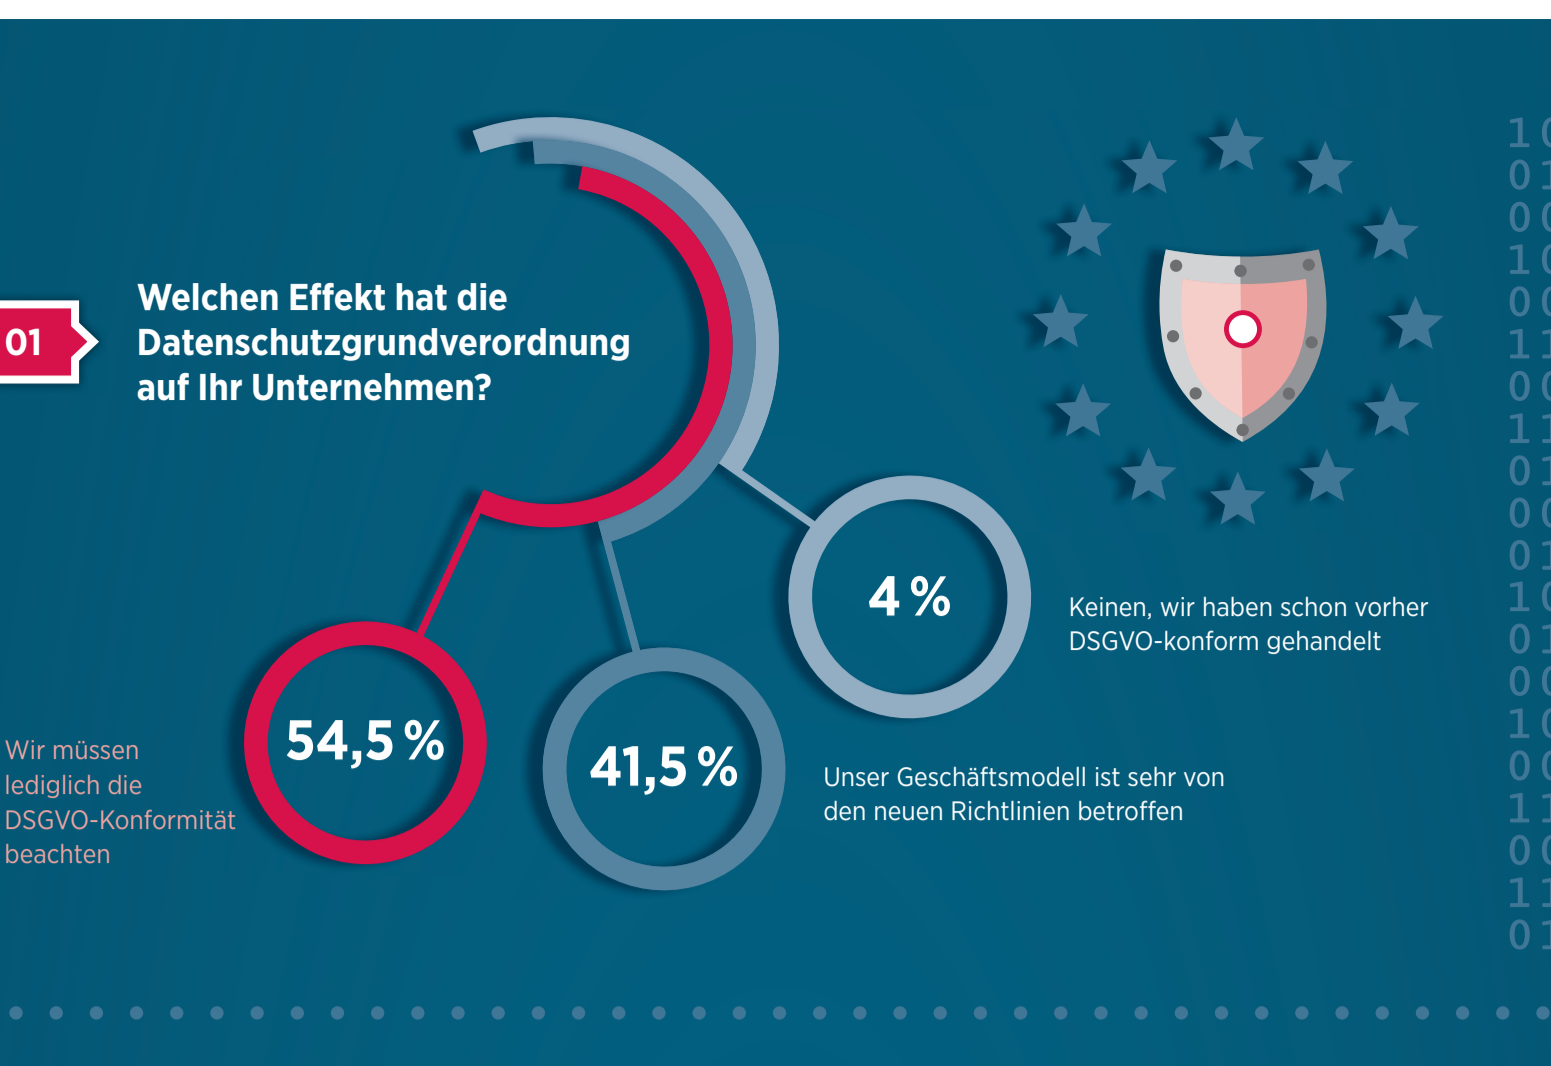 01
Welchen Effekt hat die
Datenschutzgrundverordnung
auf Ihr Unternehmen?
4 %
Keinen, wir haben schon vorher
DSGVO-konform gehandelt
54,5 %
Wir müssen
lediglich die
DSGVO-Konformität
beachten
41,5 %
Unser Geschäftsmodell ist sehr von
den neuen Richtlinien betroffen